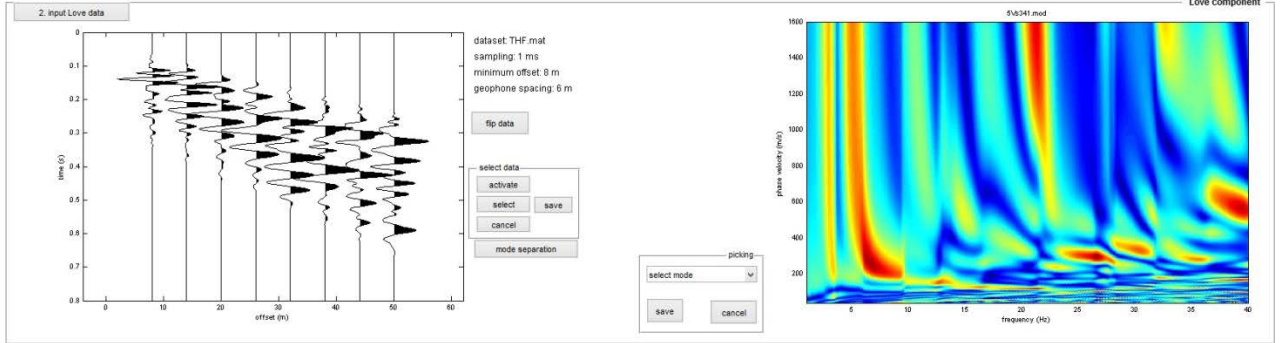 Love component
2. input Love data
0
0.1
0.2
0.3
0.4
0.5
0.6
0.7
0.8
time (s)
0 10 20 30 40 50 60
offset (m)
dataset: THF.mat
sampling: 1 ms
minimum offset: 8 m
geophone spacing: 6 m
flip data
select data
activate
select save
cancel
mode separation
picking
select mode
save cancel
5Vs341.mod
1600
1400
1200
1000
800
600
400
200
phase velocity (m/s)
5 10 15 20 25 30 35 40
frequency (Hz)